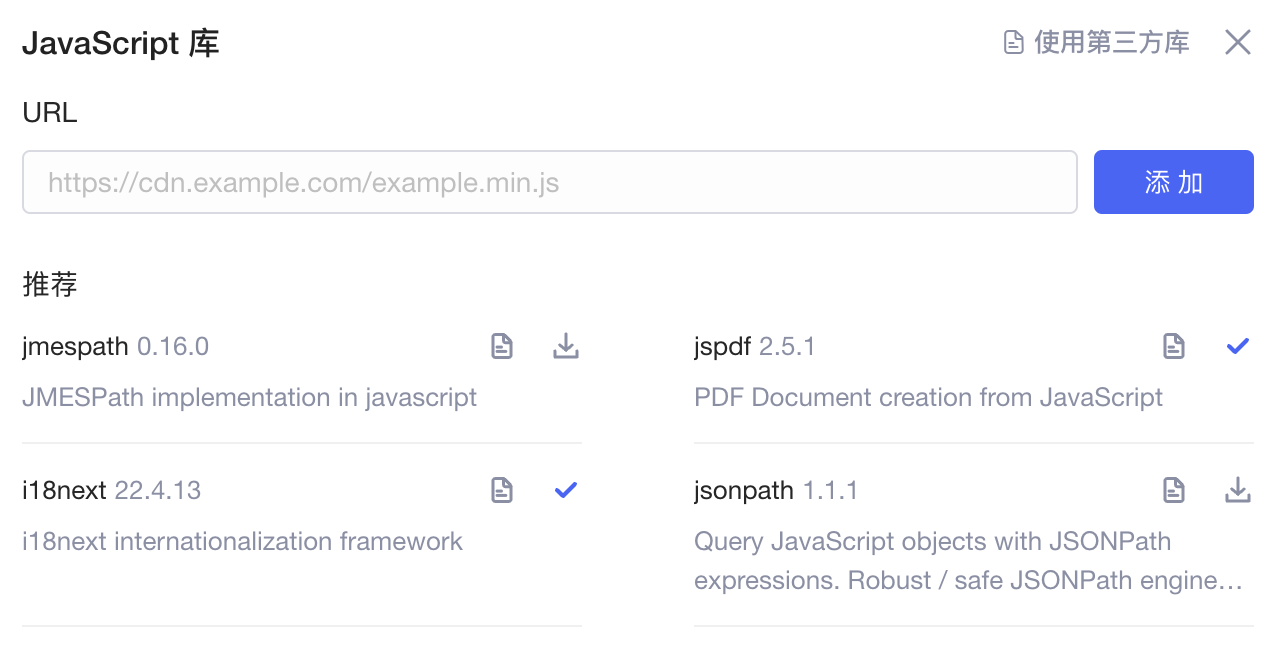 JavaScript 库
使用第三方库
URL
https://cdn.example.com/example.min.js
添 加
推荐
jmespath 0.16.0
JMESPath implementation in javascript
jspdf 2.5.1
PDF Document creation from JavaScript
i18next 22.4.13
i18next internationalization framework
jsonpath 1.1.1
Query JavaScript objects with JSONPath
expressions. Robust / safe JSONPath engine…